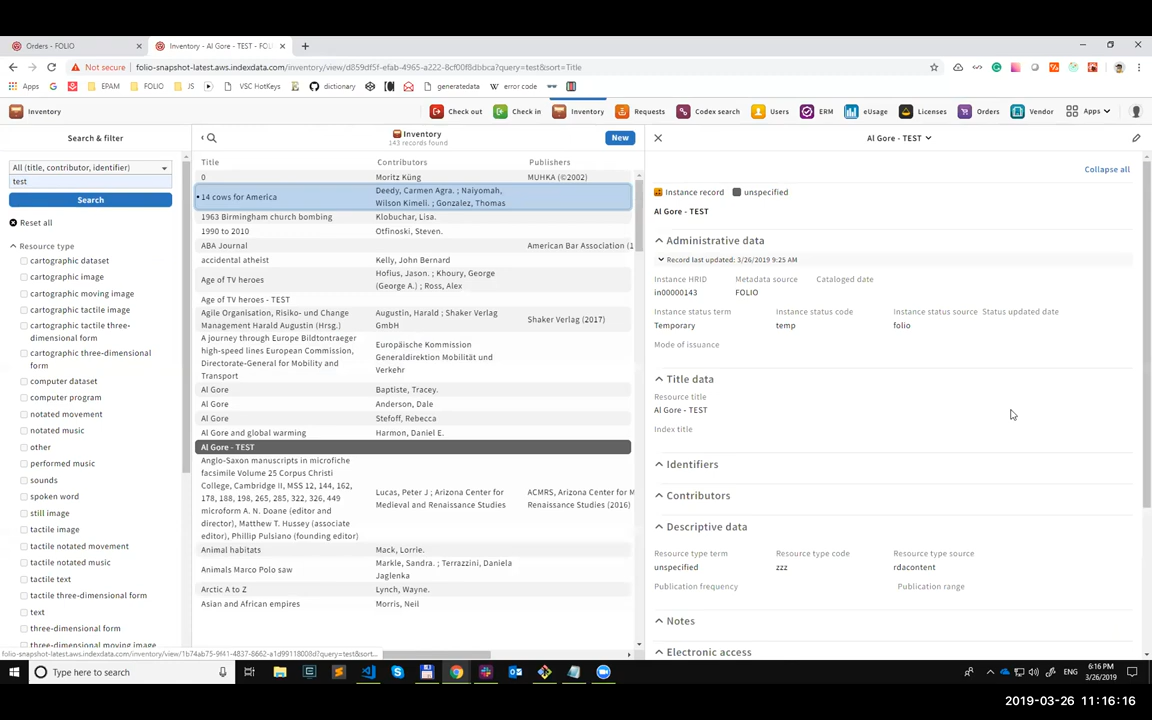 Orders - FOLIO
Inventory - Al Gore - TEST - FOL
Not secure
folio-snapshot-latest.aws.indexdata.com/inventory/view/d859df5f-efab-4965-a222-8cf00f8dbbca?query=test&sort=Title
Apps
EPAM
FOLIO
JS
VSC HotKeys
dictionary
generatedata
error code
Inventory
Check out
Check in
Inventory
Requests
Codex search
Users
ERM
eUsage
Licenses
Orders
Vendor
Apps
Search & filter
All (title, contributor, identifier)
test
Search
Reset all
Resource type
cartographic dataset
cartographic image
cartographic moving image
cartographic tactile image
cartographic tactile three-
dimensional form
cartographic three-dimensional
form
computer dataset
computer program
notated movement
notated music
other
performed music
sounds
spoken word
still image
tactile image
tactile notated movement
tactile notated music
tactile text
tactile three-dimensional form
text
three-dimensional form
three-dimensional moving image
Inventory
143 records found
New
Title Contributors Publishers
0 Moritz Küng MUHKA (©2002)
14 cows for America Deedy, Carmen Agra. ; Naiyomah,
Wilson Kimeli. ; Gonzalez, Thomas
1963 Birmingham church bombing Klobuchar, Lisa.
1990 to 2010 Otfinoski, Steven.
ABA Journal American Bar Association (1
accidental atheist Kelly, John Bernard
Age of TV heroes Hofius, Jason. ; Khoury, George
(George A.) ; Ross, Alex
Age of TV heroes - TEST
Agile Organisation, Risiko- und Change Augustin, Harald ; Shaker Verlag Shaker Verlag (2017)
Management Harald Augustin (Hrsg.) GmbH
A journey through Europe Bildtontraeger Europäische Kommission
high-speed lines European Commission, Generaldirektion Mobilität und
Directorate-General for Mobility and Verkehr
Transport
Al Gore Baptiste, Tracey.
Al Gore Anderson, Dale
Al Gore Stefoff, Rebecca
Al Gore and global warming Harmon, Daniel E.
Al Gore - TEST
Anglo-Saxon manuscripts in microfiche
facsimile Volume 25 Corpus Christi
College, Cambridge II, MSS 12, 144, 162, Lucas, Peter J ; Arizona Center for ACMRS, Arizona Center for M
178, 188, 198, 265, 285, 322, 326, 449 Medieval and Renaissance Studies Renaissance Studies (2016)
microform A. N. Doane (editor and
director), Matthew T. Hussey (associate
editor), Phillip Pulsiano (founding editor)
Animal habitats Mack, Lorrie.
Animals Marco Polo saw Markle, Sandra. ; Terrazzini, Daniela
Jaglenka
Arctic A to Z Lynch, Wayne.
Asian and African empires Morris, Neil
Al Gore - TEST
Collapse all
Instance record unspecified
Al Gore - TEST
Administrative data
Record last updated: 3/26/2019 9:25 AM
Instance HRID Metadata source Cataloged date
in00000143 FOLIO
Instance status term Instance status code Instance status source Status updated date
Temporary temp folio
Mode of issuance
Title data
Resource title
Al Gore - TEST
Index title
Identifiers
Contributors
Descriptive data
Resource type term Resource type code Resource type source
unspecified zzz rdacontent
Publication frequency Publication range
Notes
Electronic access
folio-snapshot-latest.aws.indexdata.com/inventory/view/1b74ab75-9f41-4837-8662-a1d99118008d?query=test&sort...
Type here to search
ENG
6:16 PM
3/26/2019
2019-03-26 11:16:16